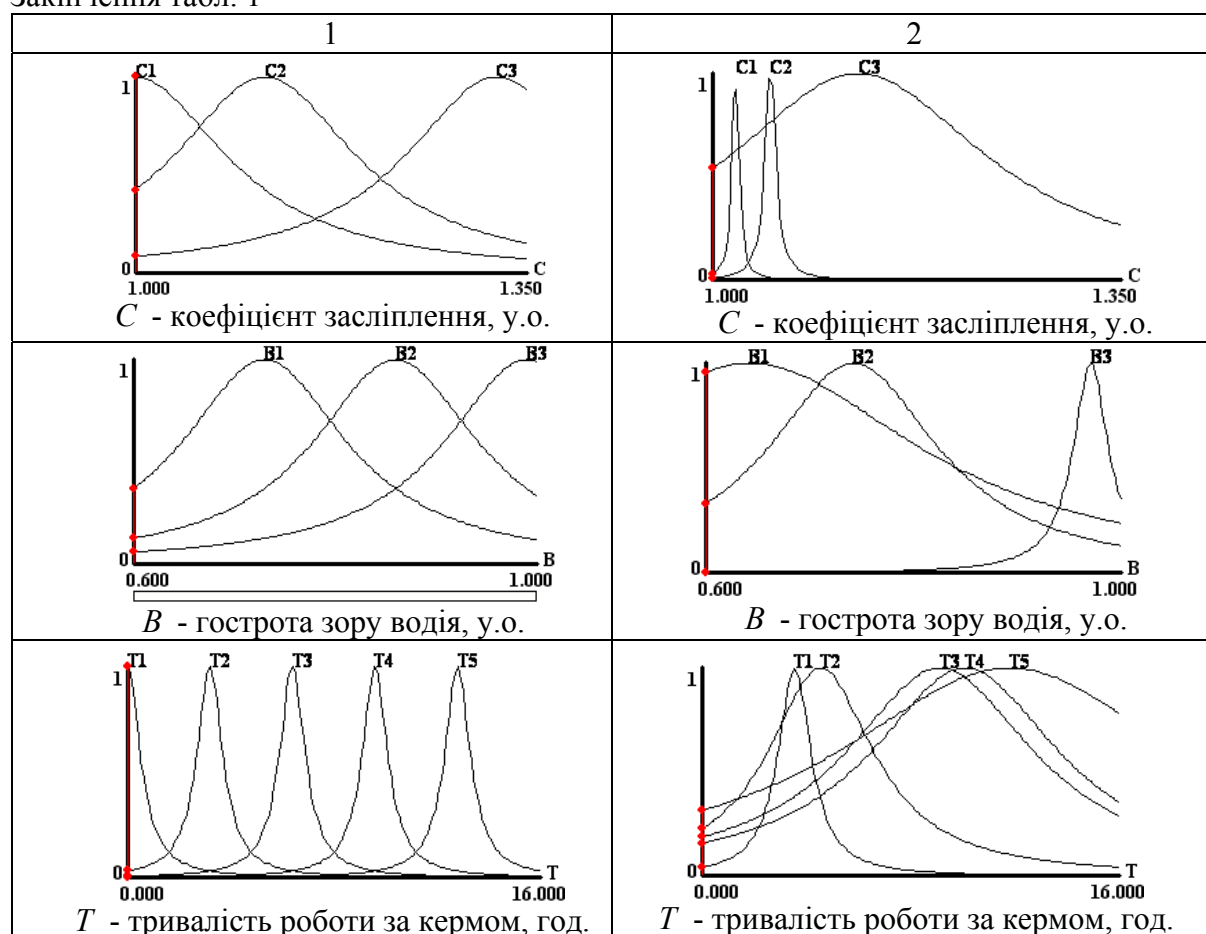 Закінчення табл. 1
1 2
C1 C2 C3
1
0 C
1.000 1.350
C - коефіцієнт засліплення, у.о.
C1 C2 C3
1
0 C
1.000 1.350
C - коефіцієнт засліплення, у.о.
B1 B2 B3
1
0 B
0.600 1.000
B - гострота зору водія, у.о.
B1 B2 B3
1
0 B
0.600 1.000
B - гострота зору водія, у.о.
T1 T2 T3 T4 T5
1
0 T
0.000 16.000
T - тривалість роботи за кермом, год.
T1 T2 T3 T4 T5
1
0 T
0.000 16.000
T - тривалість роботи за кермом, год.